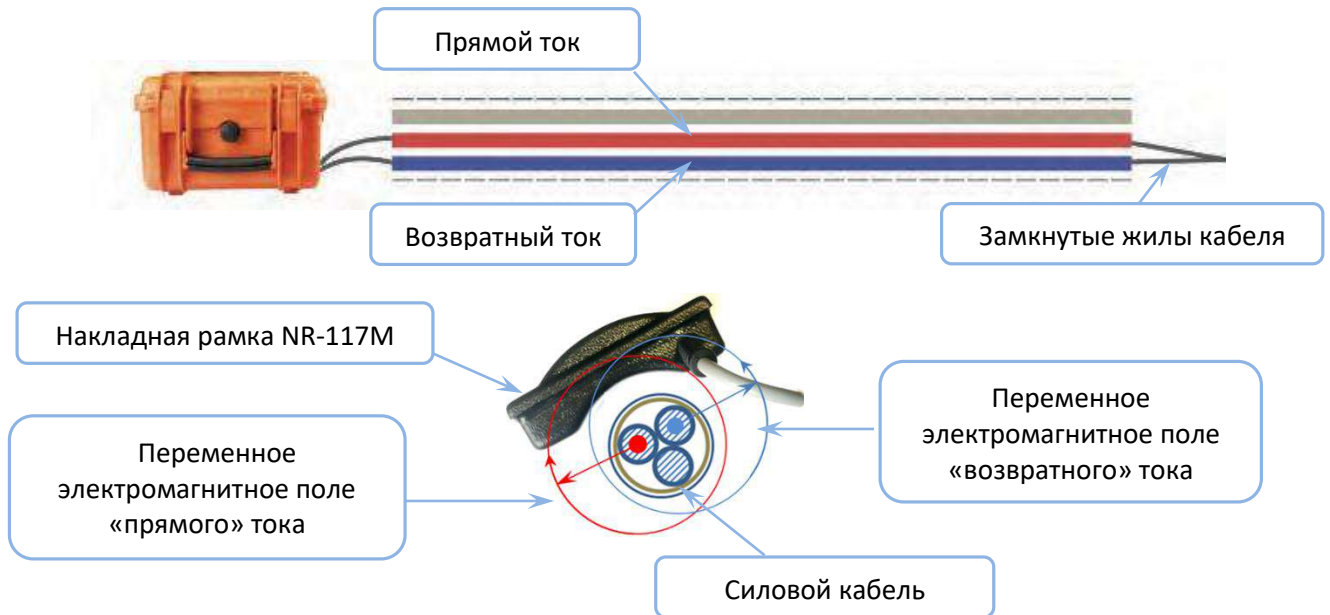 Прямой ток
Возвратный ток
Замкнутые жилы кабеля
Накладная рамка NR-117М
Переменное
электромагнитное поле
«прямого» тока
Переменное
электромагнитное поле
«возвратного» тока
Силовой кабель